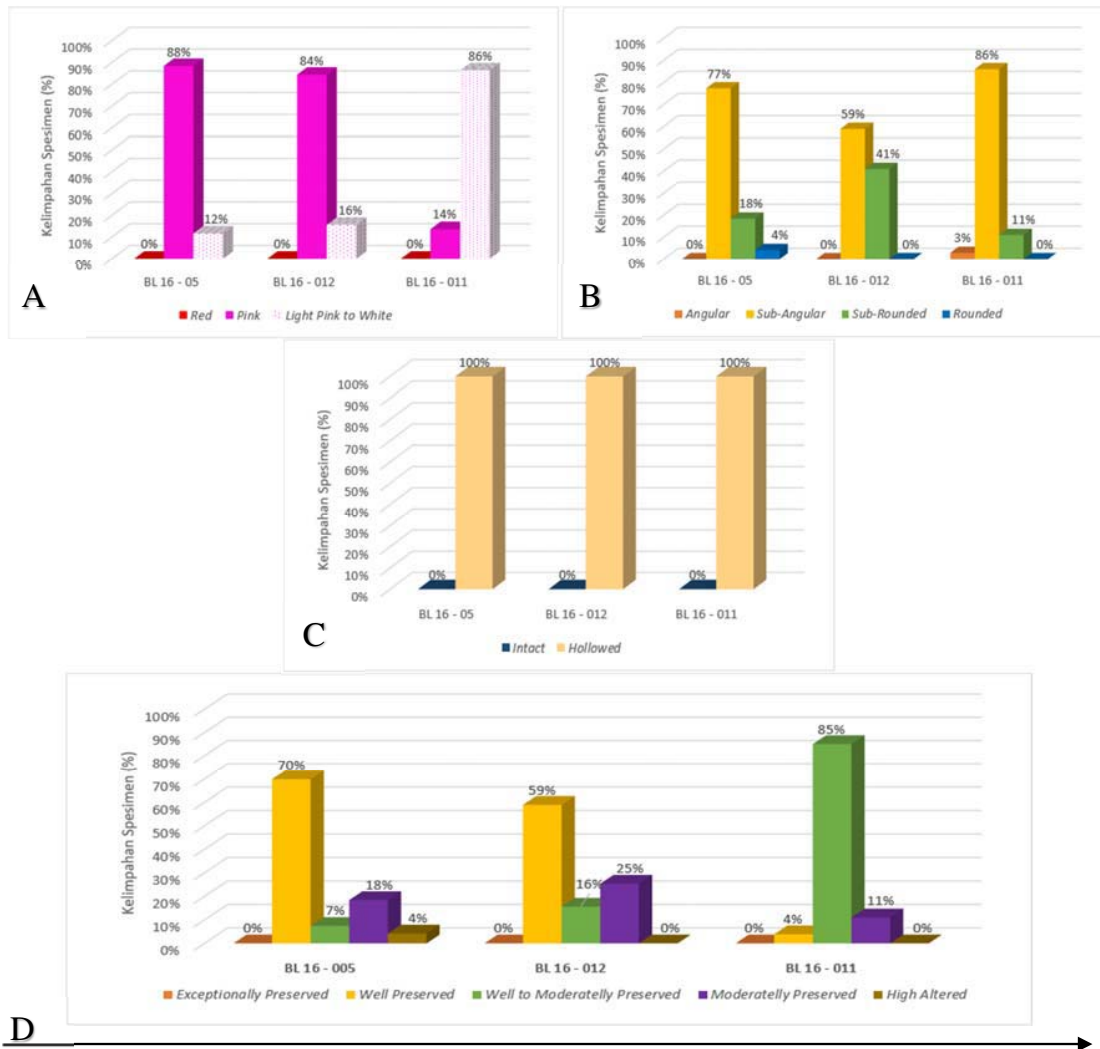 100%
90%
80%
70%
60%
50%
40%
30%
20%
10%
0%
Kelimpahan Spesimen (%)
88%
84%
86%
12%
16%
14%
0%
0%
0%
BL 16 - 05
BL 16 - 012
BL 16 - 011
Red
Pink
Light Pink to White
A
100%
90%
80%
70%
60%
50%
40%
30%
20%
10%
0%
Kelimpahan Spesimen (%)
77%
59%
86%
41%
18%
4%
11%
3%
0%
0%
0%
0%
BL 16 - 05
BL 16 - 012
BL 16 - 011
Angular
Sub-Angular
Sub-Rounded
Rounded
B
100%
90%
80%
70%
60%
50%
40%
30%
20%
10%
0%
Kelimpahan Spesimen (%)
100%
100%
100%
0%
0%
0%
BL 16 - 05
BL 16 - 012
BL 16 - 011
Intact
Hollowed
C
100%
90%
80%
70%
60%
50%
40%
30%
20%
10%
0%
Kelimpahan Spesimen (%)
0%
70%
7%
18%
4%
0%
59%
16%
25%
0%
0%
4%
85%
11%
0%
BL 16 - 005
BL 16 - 012
BL 16 - 011
Exceptionally Preserved
Well Preserved
Well to Moderatelly Preserved
Moderatelly Preserved
High Altered
D